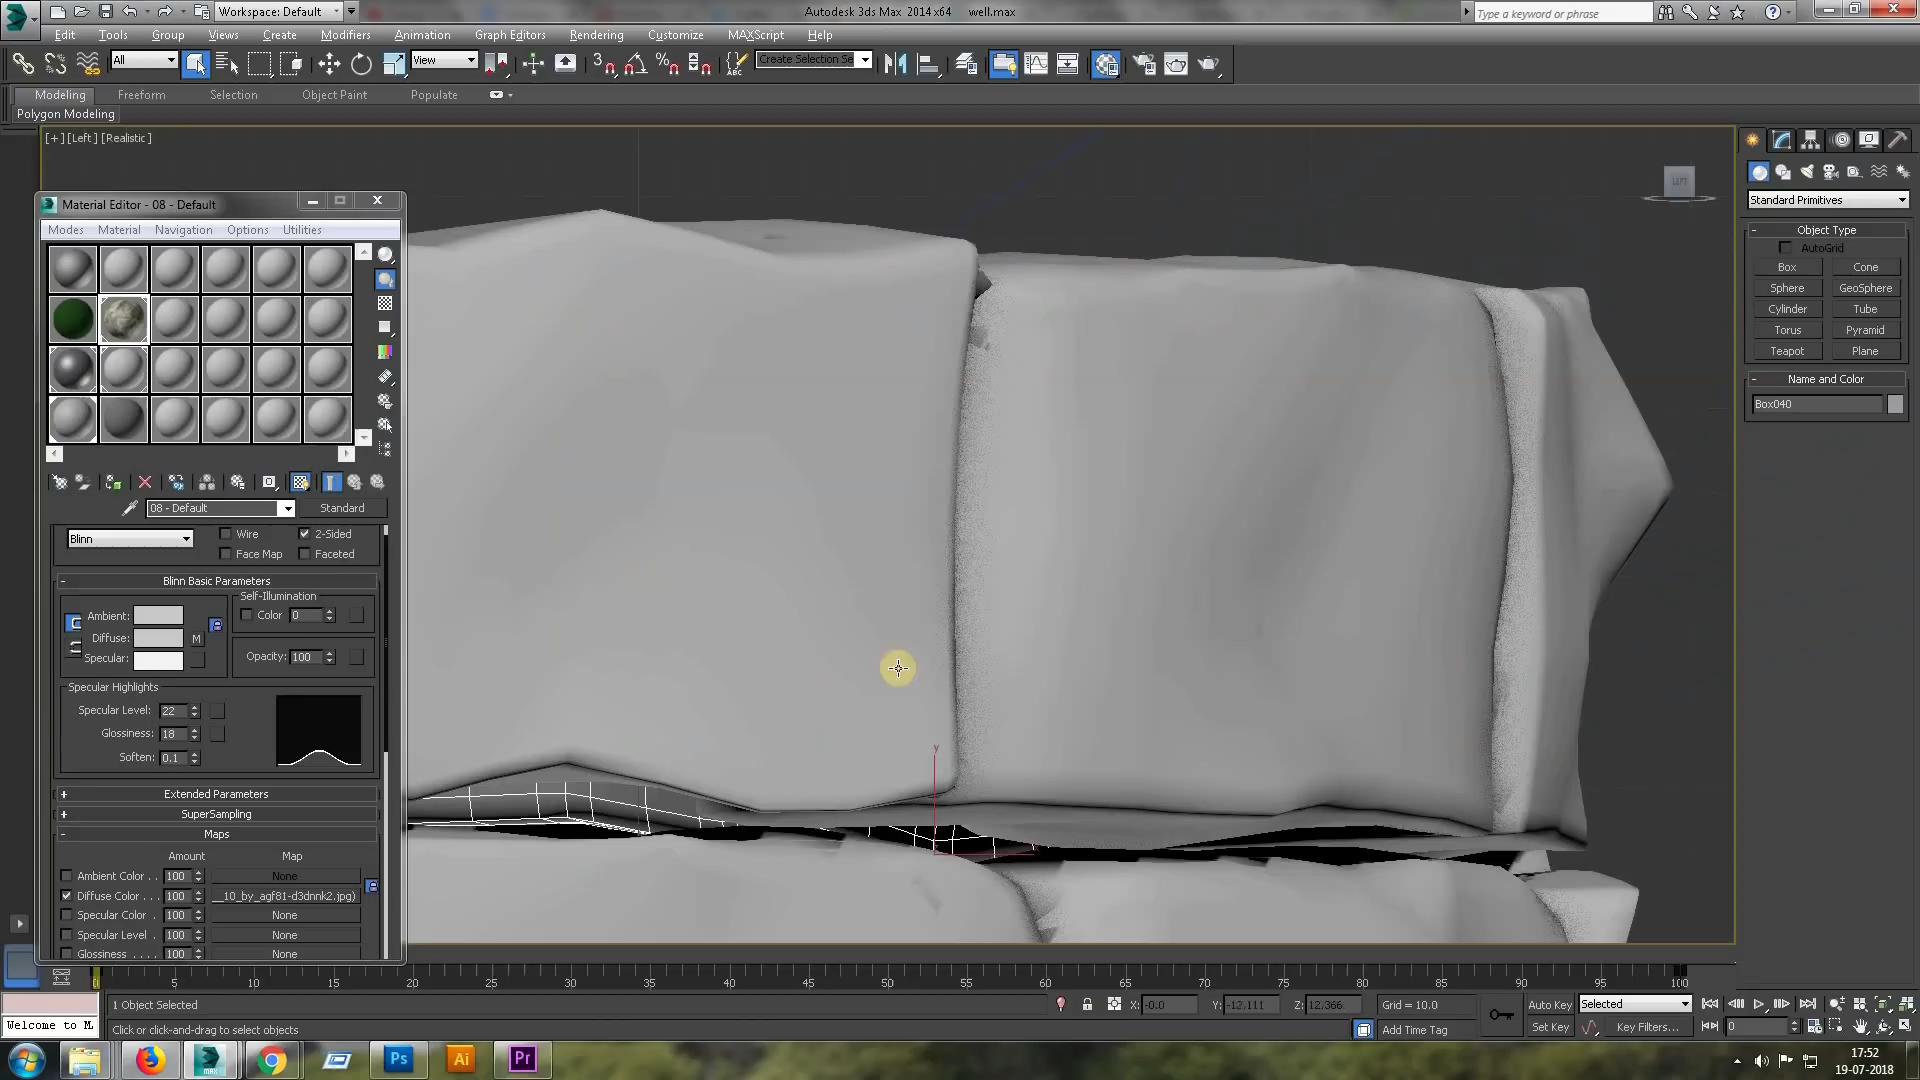 Workspace: Default
Autodesk 3ds Max 2014 x64 well.max
Type a keyword or phrase
Edit Tools Group Views Create Modifiers Animation Graph Editors Rendering Customize MAXScript Help
All View Create Selection Se
Modeling Freeform Selection Object Paint Populate
Polygon Modeling
[+] [Left] [Realistic]
LEFT
Material Editor - 08 - Default
Modes Material Navigation Options Utilities
08 - Default Standard
Blinn Wire 2-Sided
Face Map Faceted
Blinn Basic Parameters
Self-Illumination
Ambient: Color 0
Diffuse: M
Specular: Opacity: 100
Specular Highlights
Specular Level: 22
Glossiness: 18
Soften: 0.1
Extended Parameters
SuperSampling
Maps
Amount Map
Ambient Color . . 100 None
Diffuse Color . . . 100 __10_by_agf81-d3dnnk2.jpg)
Specular Color . 100 None
Specular Level . 100 None
Glossiness . . . . 100 None
Standard Primitives
Object Type
AutoGrid
Box Cone
Sphere GeoSphere
Cylinder Tube
Torus Pyramid
Teapot Plane
Name and Color
Box040
y
5 10 15 20 25 30 35 40 45 50 55 60 65 70 75 80 85 90 95 100
1 Object Selected X: -0.0 Y: -12.111 Z: 12.366 Grid = 10.0 Auto Key Selected
Welcome to M Click or click-and-drag to select objects Add Time Tag Set Key Key Filters... 0
Ps Ai Pr
17:52
19-07-2018